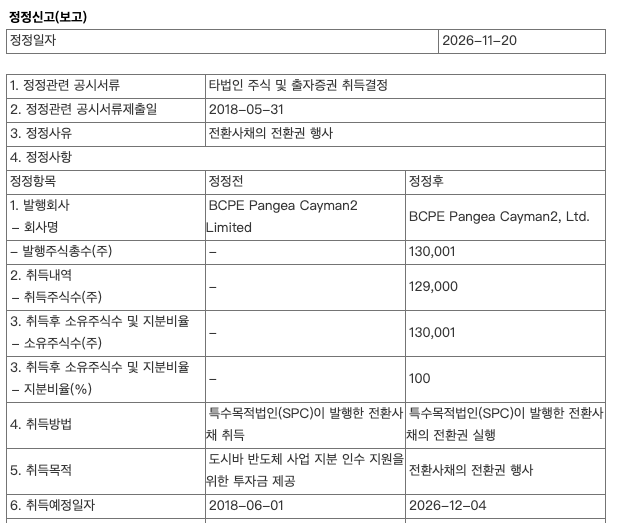 정정신고(보고)
정정일자 2026-11-20
1. 정정관련 공시서류 타법인 주식 및 출자증권 취득결정
2. 정정관련 공시서류제출일 2018-05-31
3. 정정사유 전환사채의 전환권 행사
4. 정정사항
정정항목 정정전 정정후
1. 발행회사
- 회사명
BCPE Pangea Cayman2
Limited
BCPE Pangea Cayman2, Ltd.
- 발행주식총수(주) - 130,001
2. 취득내역
- 취득주식수(주)
- 129,000
3. 취득후 소유주식수 및 지분비율
- 소유주식수(주)
- 130,001
3. 취득후 소유주식수 및 지분비율
- 지분비율(%)
- 100
4. 취득방법
특수목적법인(SPC)이 발행한 전환사
채 취득
특수목적법인(SPC)이 발행한 전환사
채의 전환권 실행
5. 취득목적
도시바 반도체 사업 지분 인수 지원을
위한 투자금 제공
전환사채의 전환권 행사
6. 취득예정일자 2018-06-01 2026-12-04